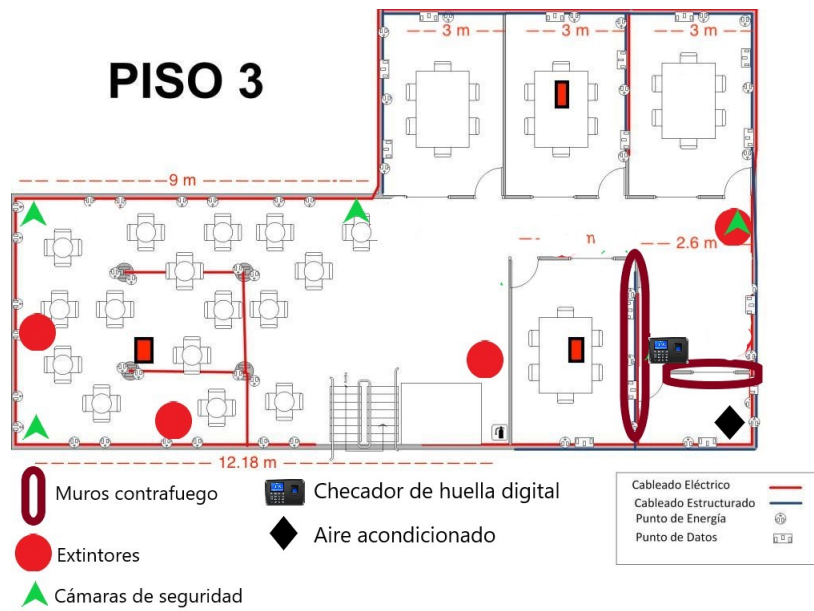 PISO 3
3 m
3 m
3 m
9 m
n
2.6 m
12.18 m
Muros contrafuego
Extintores
Cámaras de seguridad
Checador de huella digital
Aire acondicionado
Cableado Eléctrico
Cableado Estructurado
Punto de Energía
Punto de Datos